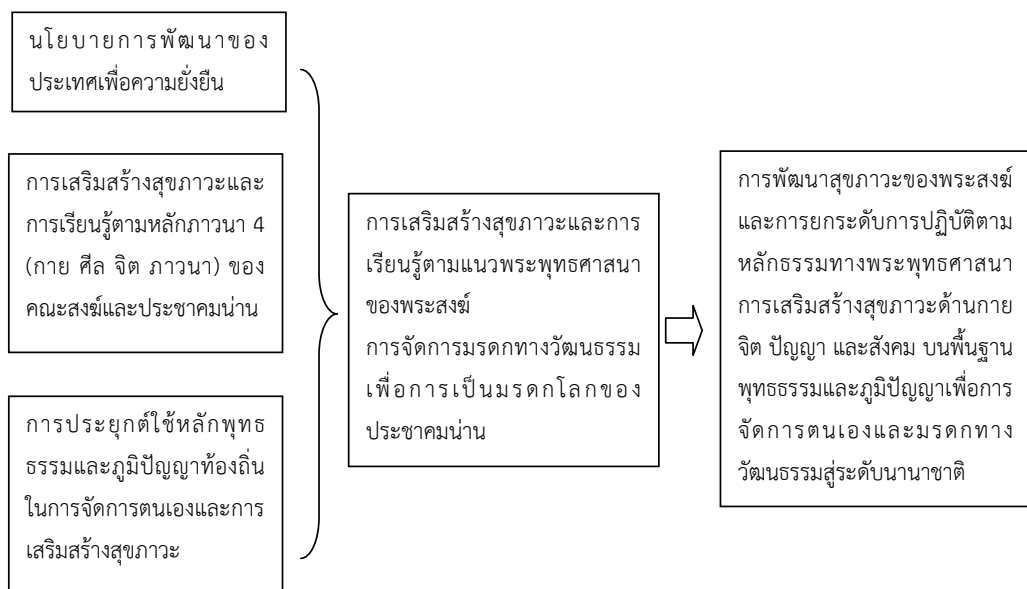 นโยบายการพัฒนาของ
ประเทศเพื่อความยั่งยืน
การเสริมสร้างสุขภาวะและ
การเรียนรู้ตามหลักภาวนา 4
(กาย ศีล จิต ภาวนา) ของ
คณะสงฆ์และประชาคมน่าน
การประยุกต์ใช้หลักพุทธ
ธรรมและภูมิปัญญาท้องถิ่น
ในการจัดการตนเองและการ
เสริมสร้างสุขภาวะ
การเสริมสร้างสุขภาวะและการ
เรียนรู้ตามแนวพระพุทธศาสนา
ของพระสงฆ์
การจัดการมรดกทางวัฒนธรรม
เพื่อการเป็นมรดกโลกของ
ประชาคมน่าน
การพัฒนาสุขภาวะของพระสงฆ์
และการยกระดับการปฏิบัติตาม
หลักธรรมทางพระพุทธศาสนา
การเสริมสร้างสุขภาวะด้านกาย
จิต ปัญญา และสังคม บนพื้นฐาน
พุทธธรรมและภูมิปัญญาเพื่อการ
จัดการตนเองและมรดกทาง
วัฒนธรรมสู่ระดับนานาชาติ